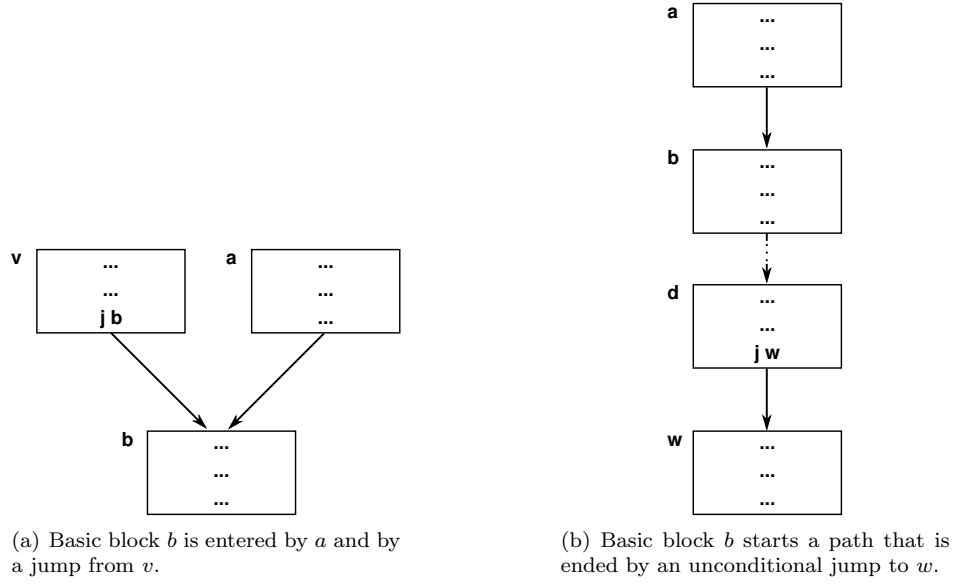 v
...
...
j b
a
...
...
...
b
...
...
...
(a) Basic block b is entered by a and by
a jump from v.
a
...
...
...
b
...
...
...
d
...
...
j w
w
...
...
...
(b) Basic block b starts a path that is
ended by an unconditional jump to w.